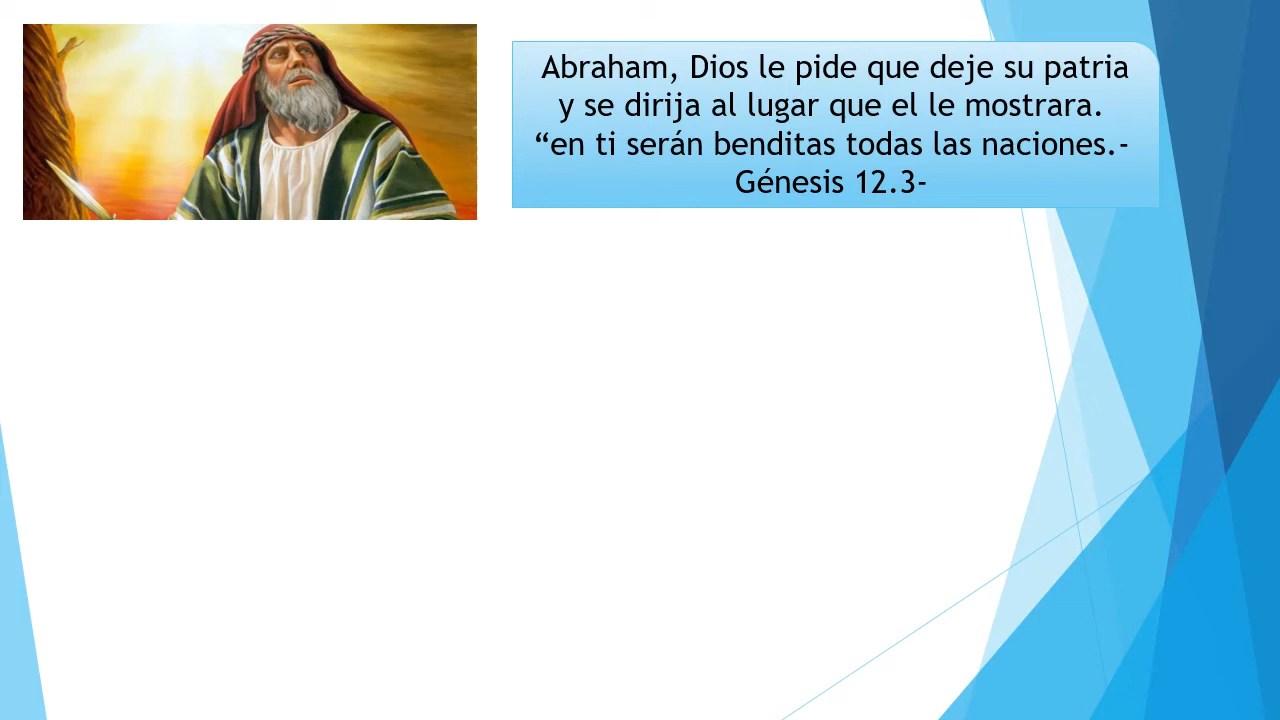 Abraham, Dios le pide que deje su patria
y se dirija al lugar que el le mostrara.
“en ti serán benditas todas las naciones.-
Génesis 12.3-